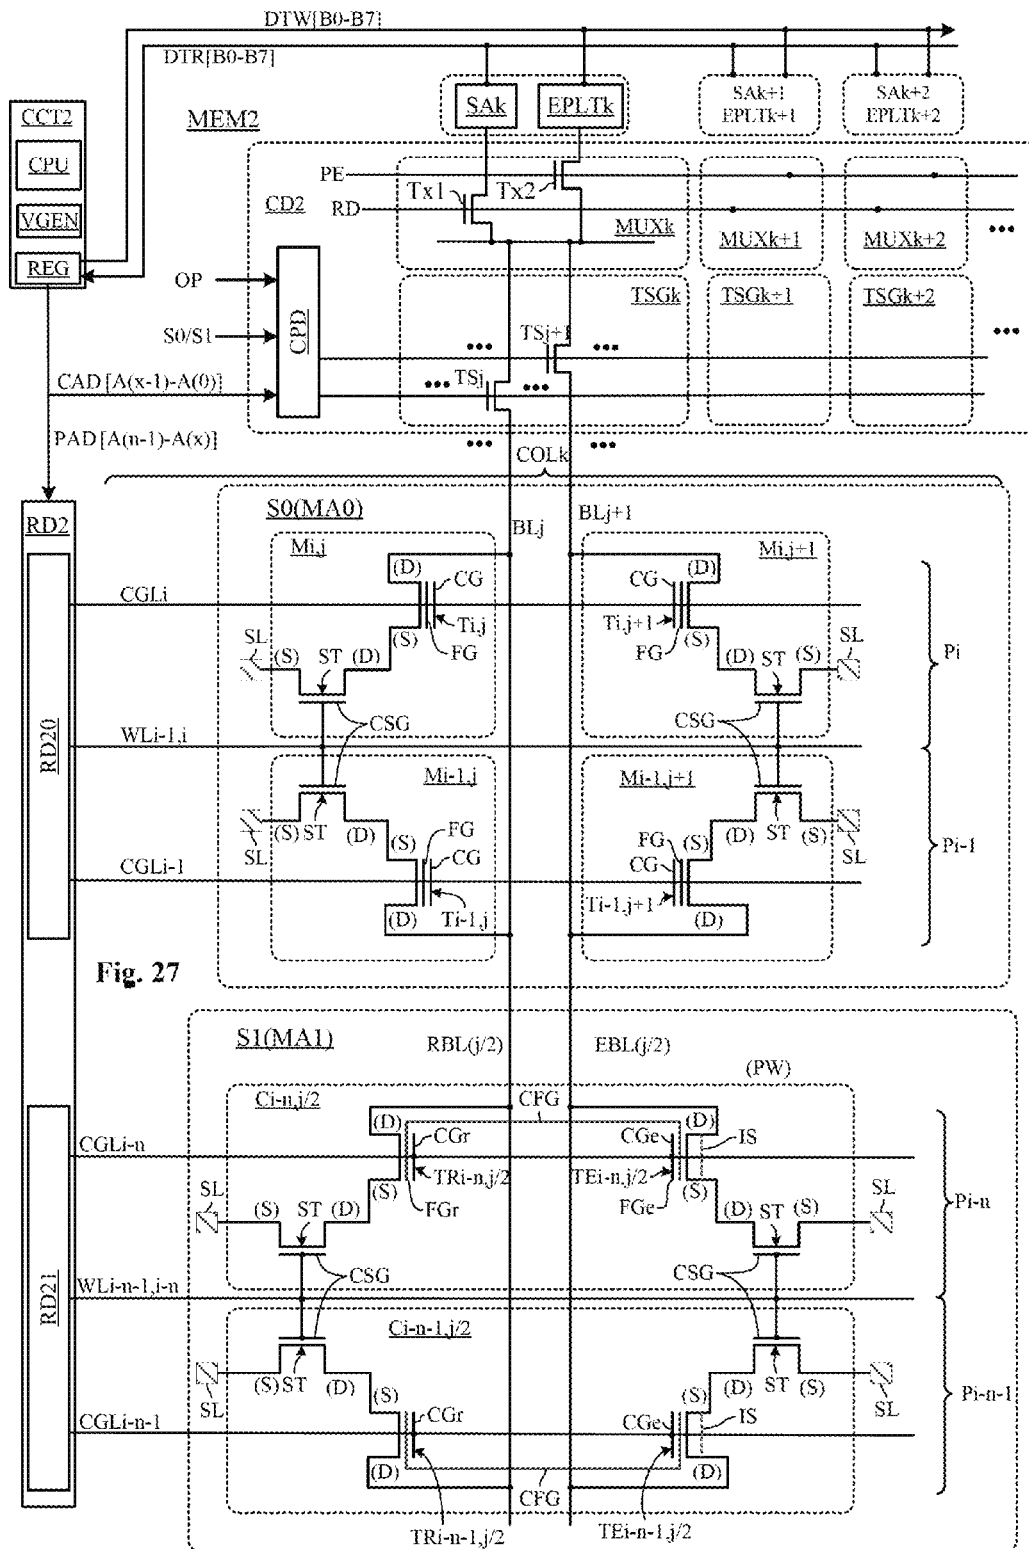 DTW[B0-B7]
DTR[B0-B7]
CCT2
CPU
VGEN
REG
MEM2
SAk
EPLTk
SAk+1
EPLTk+1
SAk+2
EPLTk+2
CD2
PE
RD
Tx1
Tx2
MUXk
MUXk+1
MUXk+2
•••
OP
S0/S1
CAD [A(x-1)-A(0)]
PAD [A(n-1)-A(x)]
CPD
TSGk
TSGk+1
TSGk+2
•••
TSj+1
•••
•••
TSj
•••
•••
•••
•••
COLk
RD2
RD20
S0(MA0)
BLj
BLj+1
Mi,j
Mi,j+1
(D)
CG
CG
(D)
CGLi
Ti,j
Ti,j+1
SL
(S)
ST
(D)
(S)
FG
FG
(S)
(D)
ST
(S)
SL
Pi
CSG
CSG
WLi-1,i
Mi-1,j
Mi-1,j+1
SL
(S)
ST
(D)
(S)
FG
CG
FG
CG
(S)
(D)
ST
(S)
SL
Pi-1
CGLi-1
(D)
Ti-1,j
Ti-1,j+1
(D)
Fig. 27
S1(MA1)
RBL(j/2)
EBL(j/2)
(PW)
RD21
Ci-n,j/2
CFG
(D)
CGr
CGe
(D)
IS
CGLi-n
TRi-n,j/2
TEi-n,j/2
SL
(S)
ST
(D)
(S)
FGr
FGe
(S)
(D)
ST
(S)
SL
Pi-n
CSG
CSG
WLi-n-1,i-n
Ci-n-1,j/2
SL
(S)
ST
(D)
(S)
CGr
CGe
(S)
(D)
ST
(S)
IS
SL
Pi-n-1
CGLi-n-1
(D)
CFG
(D)
TRi-n-1,j/2
TEi-n-1,j/2